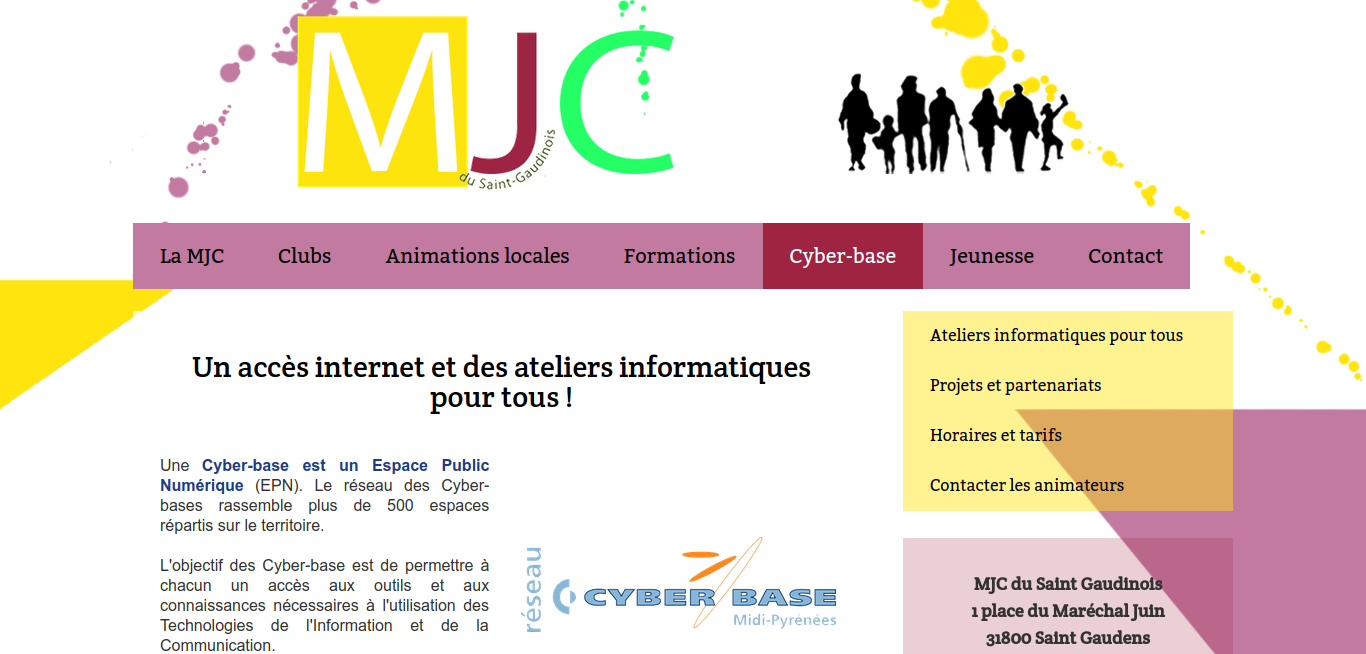 MJC
du Saint-Gaudinois
La MJC
Clubs
Animations locales
Formations
Cyber-base
Jeunesse
Contact
Un accès internet et des ateliers informatiques
pour tous !
Une Cyber-base est un Espace Public
Numérique (EPN). Le réseau des Cyber-
bases rassemble plus de 500 espaces
répartis sur le territoire.
L'objectif des Cyber-base est de permettre à
chacun un accès aux outils et aux
connaissances nécessaires à l'utilisation des
Technologies de l'Information et de la
Communication.
réseau
CYBER BASE
Midi-Pyrénées
Ateliers informatiques pour tous
Projets et partenariats
Horaires et tarifs
Contacter les animateurs
MJC du Saint Gaudinois
1 place du Maréchal Juin
31800 Saint Gaudens